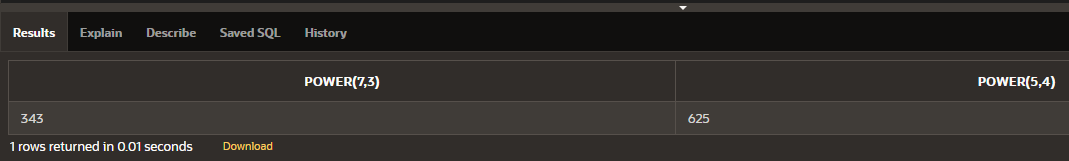 Results Explain Describe Saved SQL History
POWER(7,3) POWER(5,4)
343 625
1 rows returned in 0.01 seconds Download